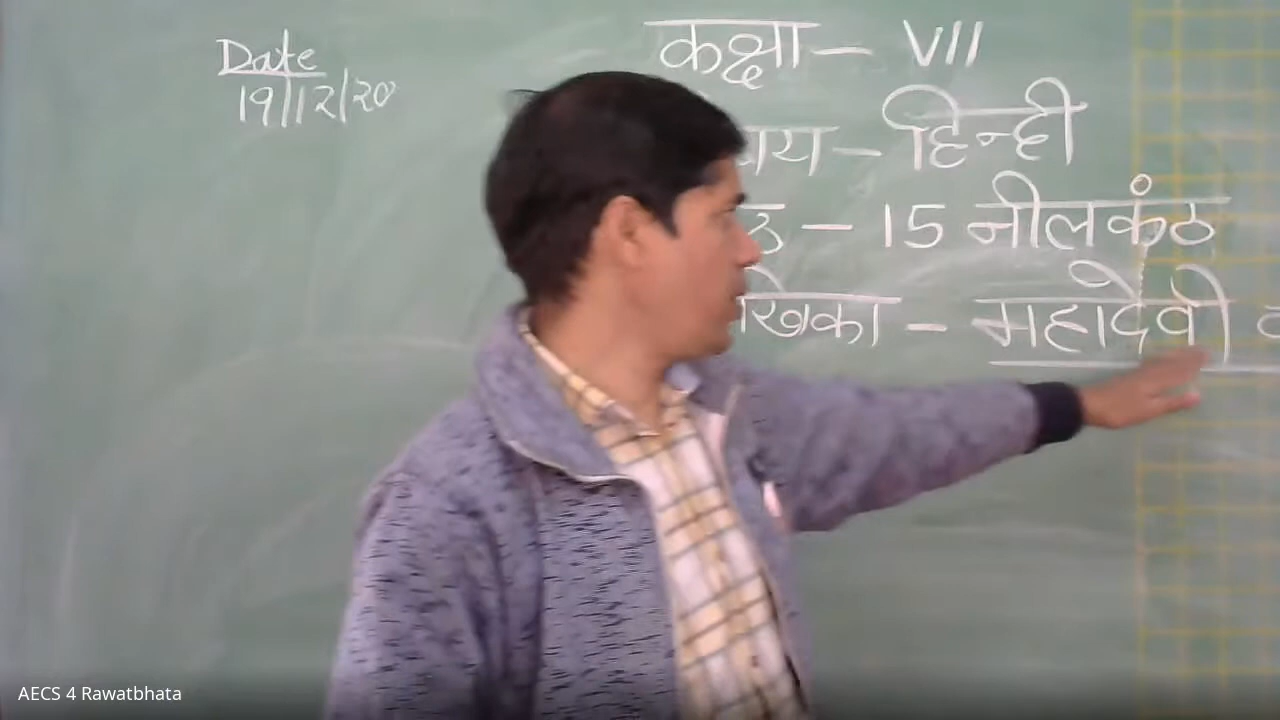 Date
19/12/20
कक्षा - VII
- हिन्दी
- 15 नीलकंठ
- महादेवी
AECS 4 Rawatbhata